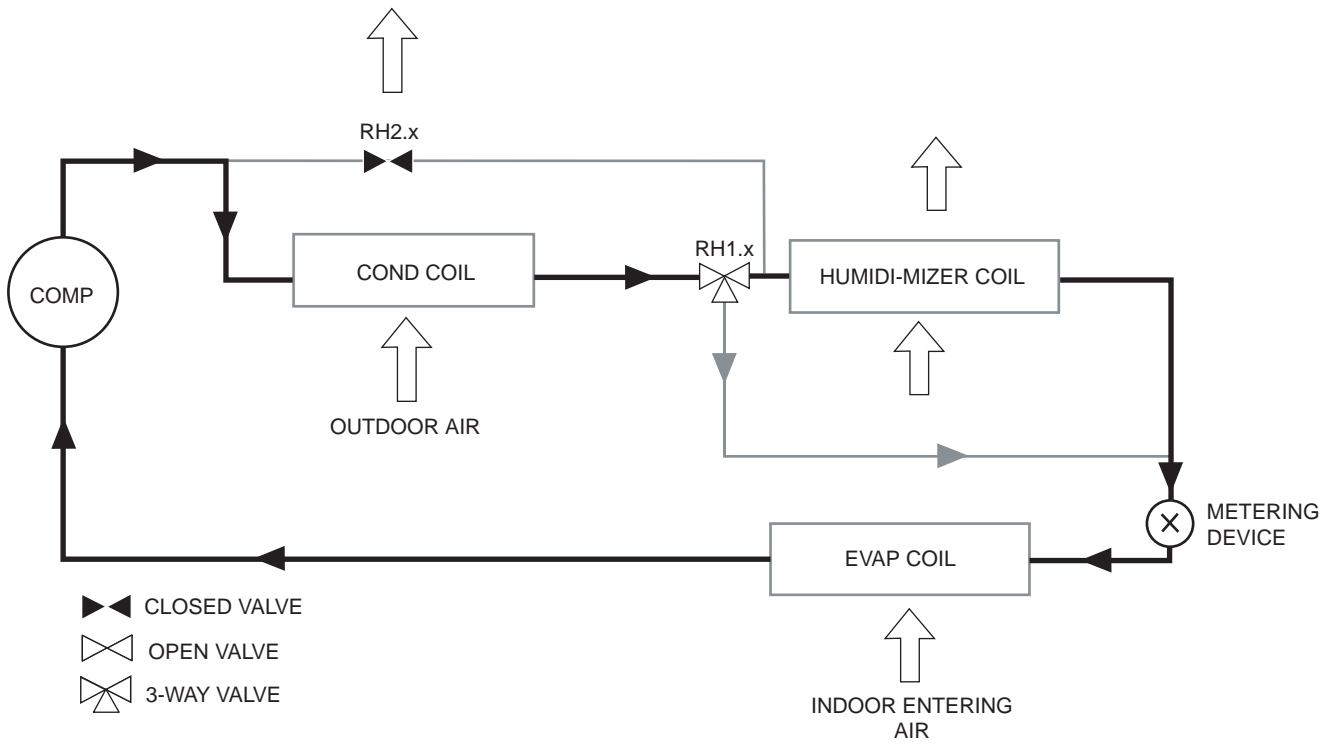 RH2.x
RH1.x
COND COIL
HUMIDI-MIZER COIL
COMP
OUTDOOR AIR
METERING
DEVICE
EVAP COIL
CLOSED VALVE
OPEN VALVE
3-WAY VALVE
INDOOR ENTERING
AIR